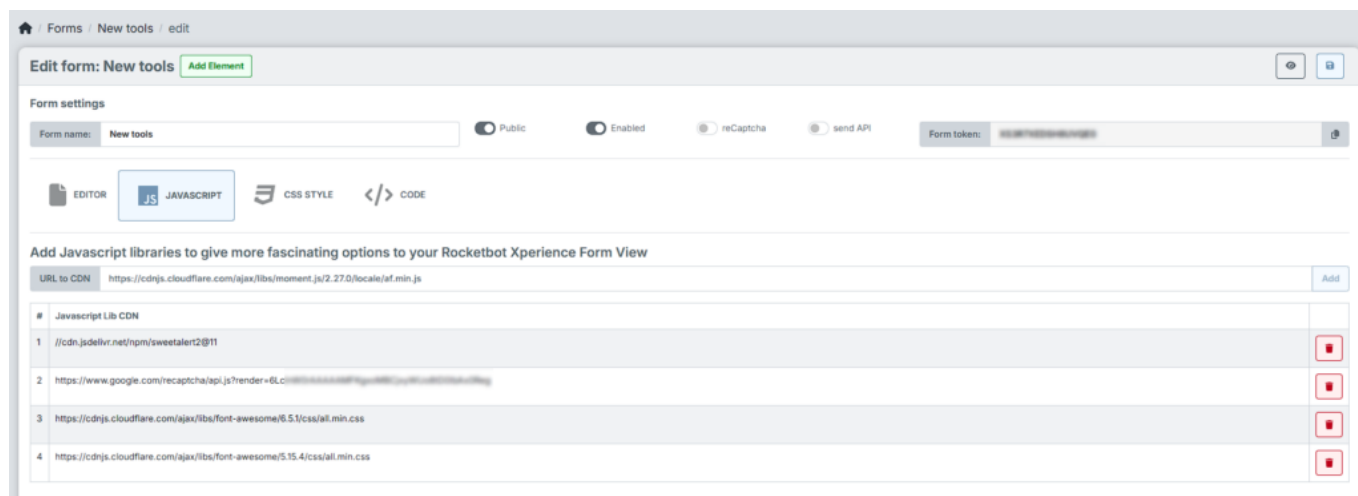 / Forms / New tools / edit
Edit form: New tools Add Element
Form settings
Form name: New tools Public Enabled reCaptcha send API Form token:
EDITOR JS JAVASCRIPT CSS STYLE </> CODE
Add Javascript libraries to give more fascinating options to your Rocketbot Xperience Form View
URL to CDN https://cdnjs.cloudflare.com/ajax/libs/moment.js/2.27.0/locale/af.min.js Add
# Javascript Lib CDN
1 //cdn.jsdelivr.net/npm/sweetalert2@11
2 https://www.google.com/recaptcha/api.js?render=6Lc
3 https://cdnjs.cloudflare.com/ajax/libs/font-awesome/6.5.1/css/all.min.css
4 https://cdnjs.cloudflare.com/ajax/libs/font-awesome/5.15.4/css/all.min.css